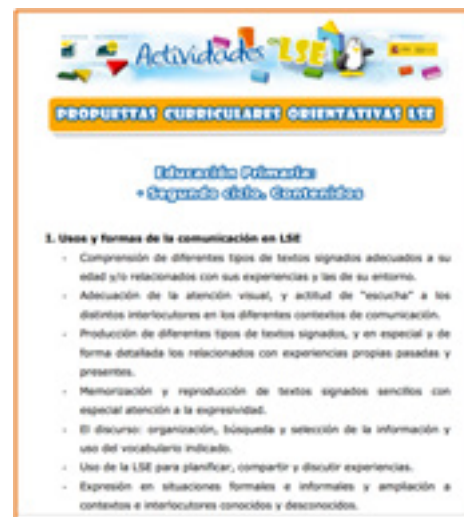 Actividades LSE
PROPUESTAS CURRICULARES ORIENTATIVAS LSE
Educación Primaria:
- Segundo ciclo. Contenidos
1. Usos y formas de la comunicación en LSE
- Comprensión de diferentes tipos de textos signados adecuados a su
edad y/o relacionados con sus experiencias y las de su entorno.
- Adecuación de la atención visual, y actitud de "escucha" a los
distintos interlocutores en los diferentes contextos de comunicación.
- Producción de diferentes tipos de textos signados, y en especial y de
forma detallada los relacionados con experiencias propias pasadas y
presentes.
- Memorización y reproducción de textos signados sencillos con
especial atención a la expresividad.
- El discurso: organización, búsqueda y selección de la información y
uso del vocabulario indicado.
- Uso de la LSE para planificar, compartir y discutir experiencias.
- Expresión en situaciones formales e informales y ampliación a
contextos e interlocutores conocidos y desconocidos.